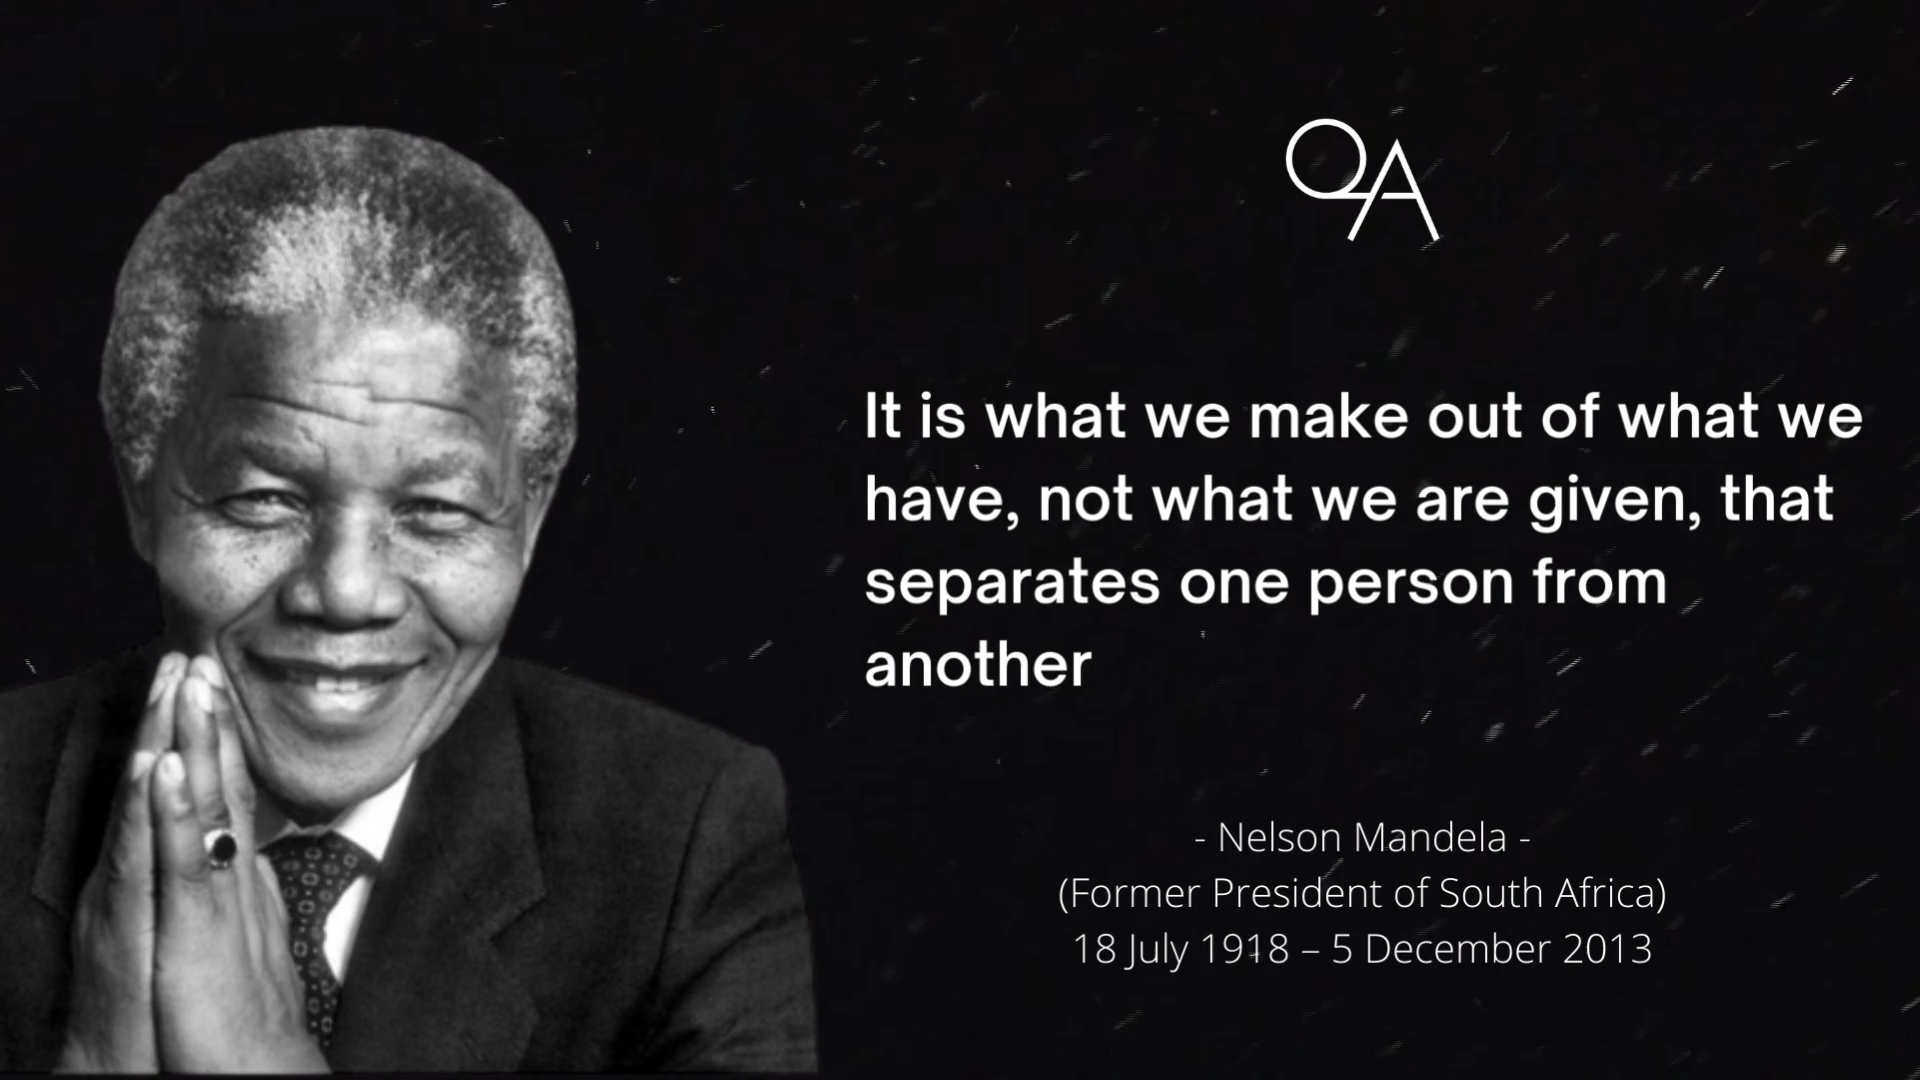 QA
It is what we make out of what we
have, not what we are given, that
separates one person from
another
- Nelson Mandela -
(Former President of South Africa)
18 July 1918 – 5 December 2013